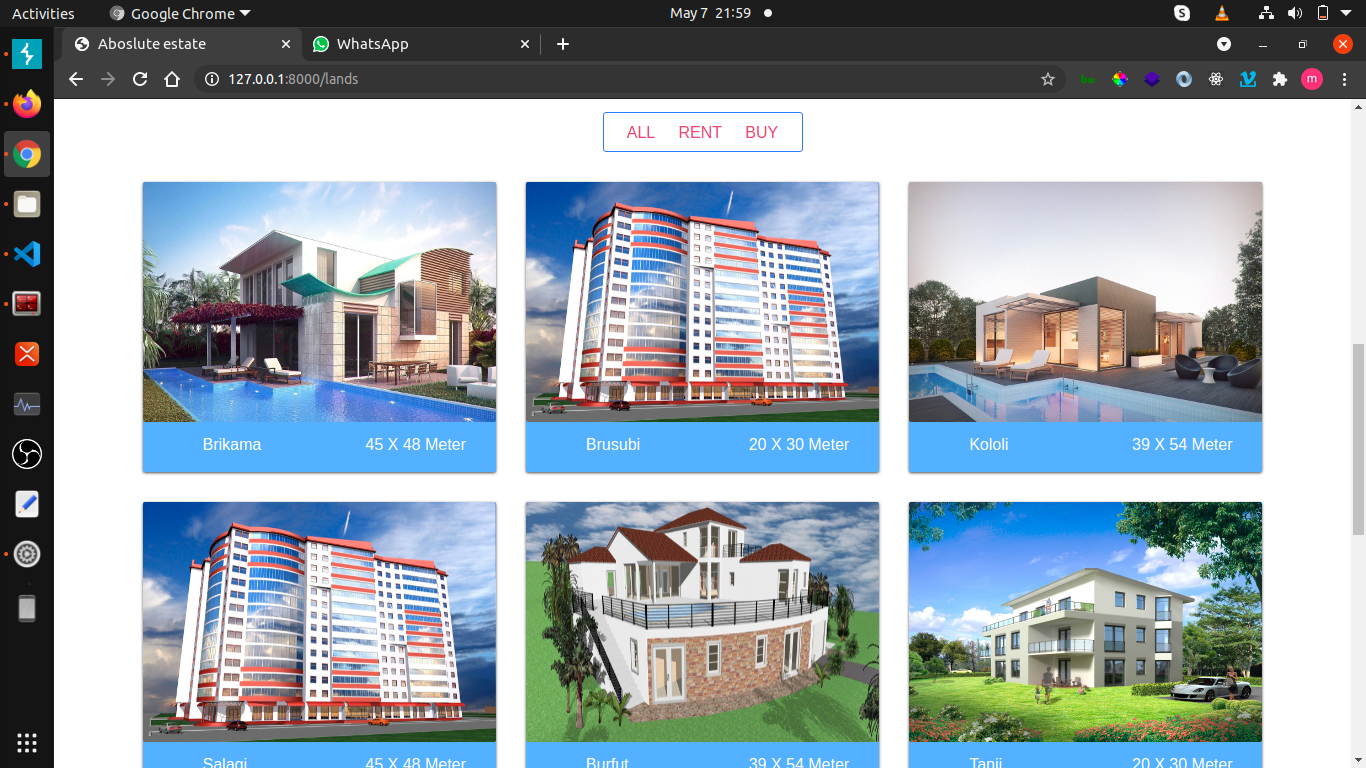 Activities Google Chrome May 7 21:59
Aboslute estate WhatsApp
127.0.0.1:8000/lands m
ALL RENT BUY
Brikama 45 X 48 Meter Brusubi 20 X 30 Meter Kololi 39 X 54 Meter
Salagi 45 X 48 Meter Burfut 39 X 54 Meter Tanji 20 X 30 Meter